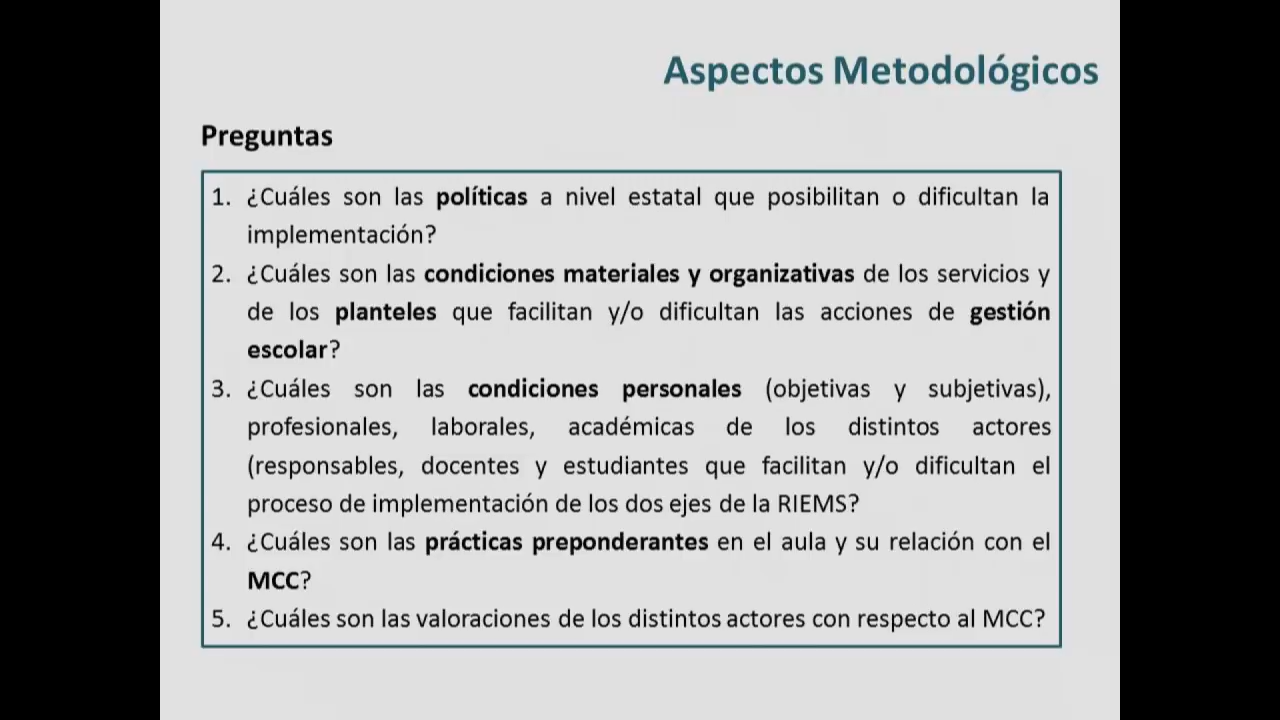 Aspectos Metodológicos
Preguntas
1. ¿Cuáles son las políticas a nivel estatal que posibilitan o dificultan la
implementación?
2. ¿Cuáles son las condiciones materiales y organizativas de los servicios y
de los planteles que facilitan y/o dificultan las acciones de gestión
escolar?
3. ¿Cuáles son las condiciones personales (objetivas y subjetivas),
profesionales, laborales, académicas de los distintos actores
(responsables, docentes y estudiantes que facilitan y/o dificultan el
proceso de implementación de los dos ejes de la RIEMS?
4. ¿Cuáles son las prácticas preponderantes en el aula y su relación con el
MCC?
5. ¿Cuáles son las valoraciones de los distintos actores con respecto al MCC?